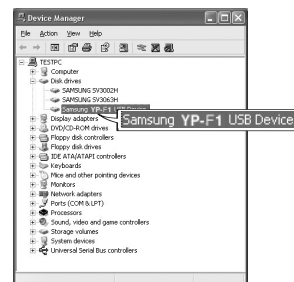 Device Manager
File Action View Help
TESTPC
Computer
Disk drives
SAMSUNG SV3002H
SAMSUNG SV3063H
Samsung YP-F1 USB Device
Samsung YP-F1 USB Device
Display adapters
DVD/CD-ROM drives
Floppy disk controllers
Floppy disk drives
IDE ATA/ATAPI controllers
Keyboards
Mice and other pointing devices
Monitors
Network adapters
Ports (COM & LPT)
Processors
Sound, video and game controllers
Storage volumes
System devices
Universal Serial Bus controllers